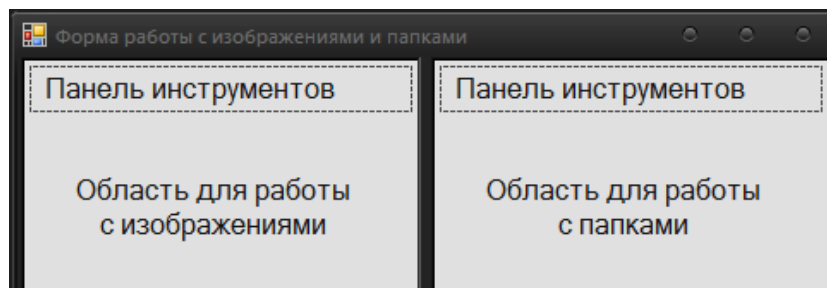 Форма работы с изображениями и папками
Панель инструментов
Область для работы
с изображениями
Панель инструментов
Область для работы
с папками